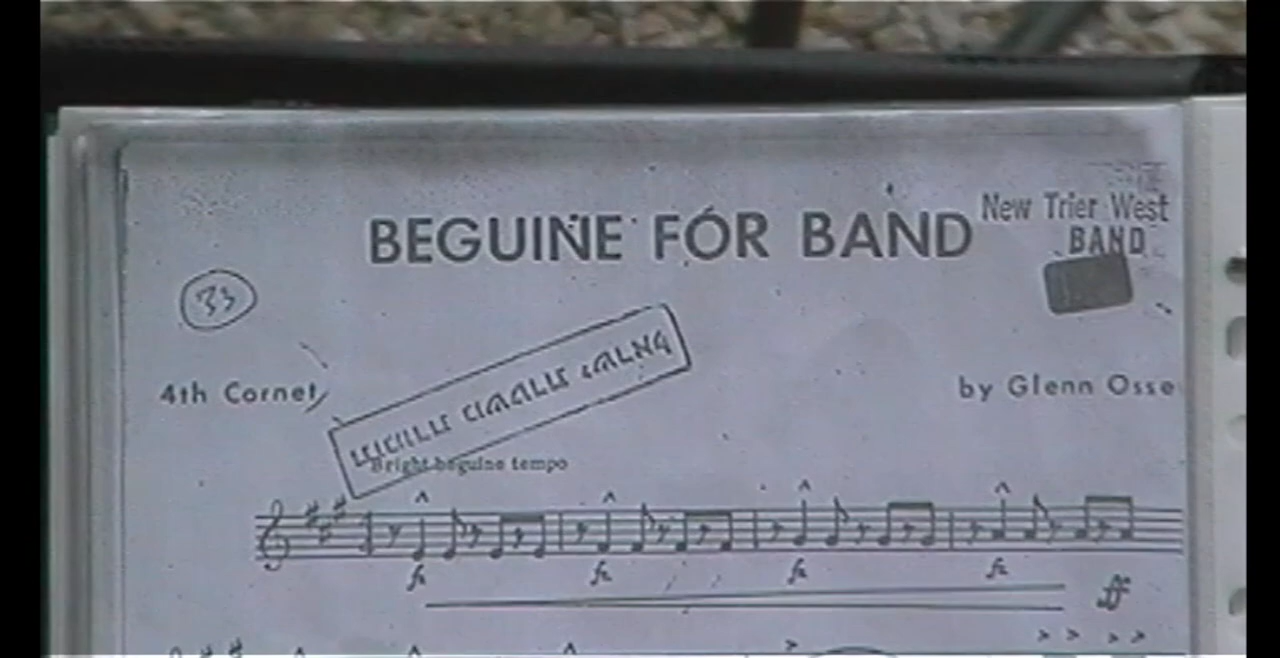 New Trier West
BEGUINE FOR BAND
BAND
33
4th Cornet
by Glenn Osse
Bright beguine tempo
fz fz fz fz ff